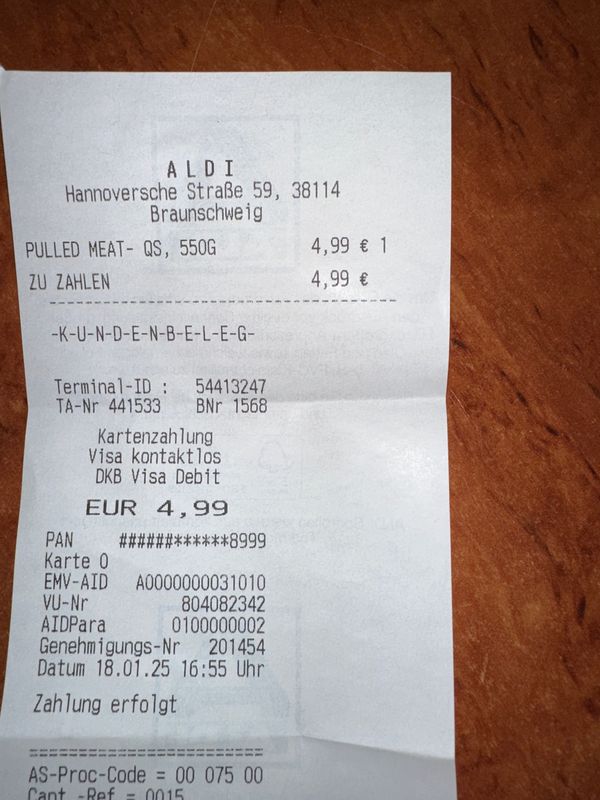 ALDI
Hannoversche Straße 59, 38114
Braunschweig
PULLED MEAT- QS, 550G 4,99 € 1
ZU ZAHLEN 4,99 €
-K-U-N-D-E-N-B-E-L-E-G-
Terminal-ID : 54413247
TA-Nr 441533 BNr 1568
Kartenzahlung
Visa kontaktlos
DKB Visa Debit
EUR 4,99
PAN ######******8999
Karte 0
EMV-AID A0000000031010
VU-Nr 804082342
AIDPara 0100000002
Genehmigungs-Nr 201454
Datum 18.01.25 16:55 Uhr
Zahlung erfolgt
========================
AS-Proc-Code = 00 075 00
Capt.-Ref = 0015